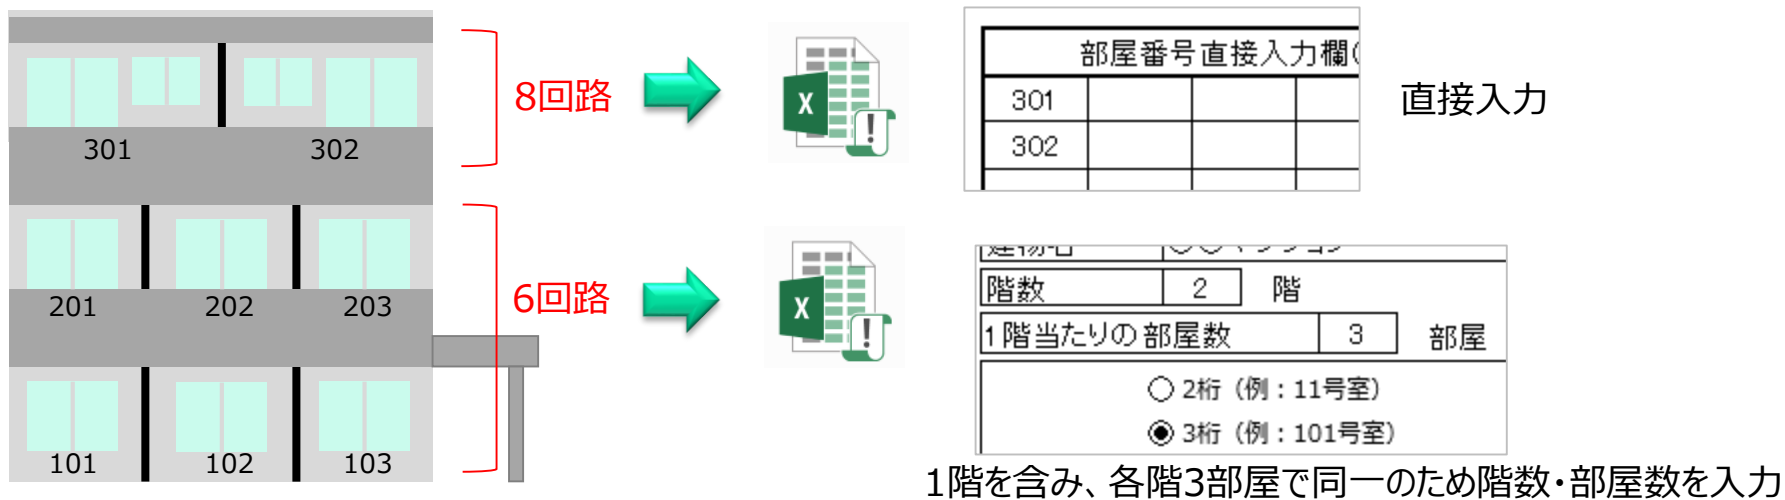 301 302
8回路
部屋番号直接入力欄(
301
302
直接入力
201 202 203
101 102 103
6回路
階数 2 階
1階当たりの部屋数 3 部屋
2桁（例：11号室）
3桁（例：101号室）
1階を含み、各階3部屋で同一のため階数・部屋数を入力